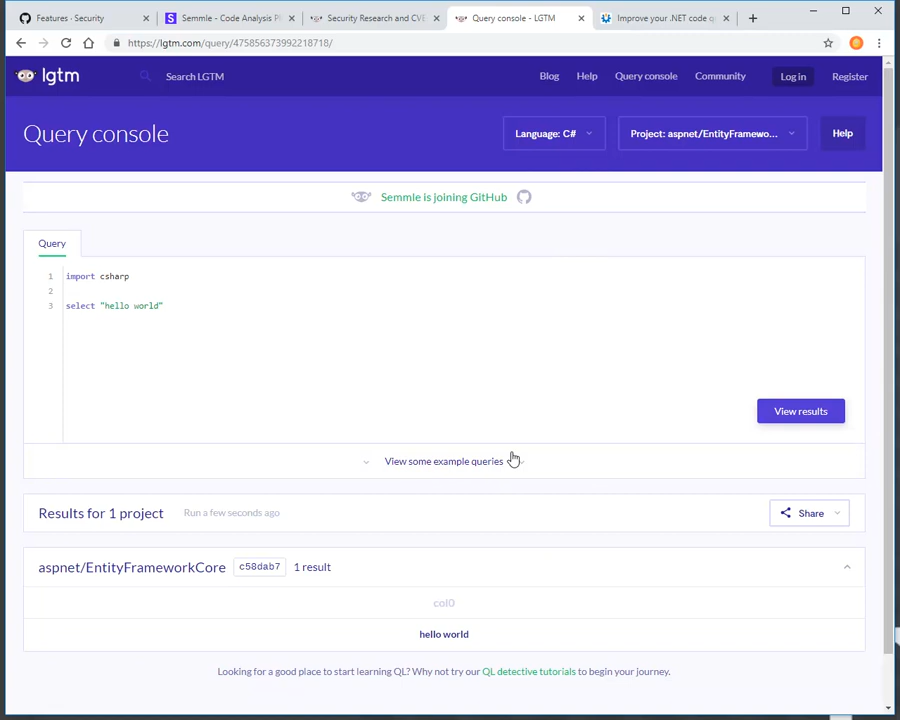 Features · Security
Semmle - Code Analysis Pl
Security Research and CVE
Query console - LGTM
Improve your .NET code q
https://lgtm.com/query/475856373992218718/
lgtm
Search LGTM
Blog
Help
Query console
Community
Log in
Register
Query console
Language: C#
Project: aspnet/EntityFramewo...
Help
Semmle is joining GitHub
Query
1 import csharp
2
3 select "hello world"
View results
View some example queries
Results for 1 project
Run a few seconds ago
Share
aspnet/EntityFrameworkCore
c58dab7
1 result
col0
hello world
Looking for a good place to start learning QL? Why not try our QL detective tutorials to begin your journey.